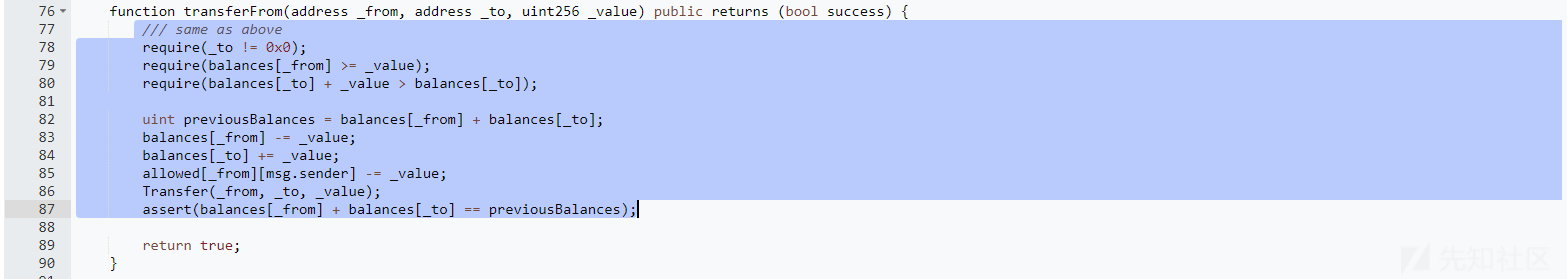 76 function transferFrom(address _from, address _to, uint256 _value) public returns (bool success) {
77 /// same as above
78 require(_to != 0x0);
79 require(balances[_from] >= _value);
80 require(balances[_to] + _value > balances[_to]);
81
82 uint previousBalances = balances[_from] + balances[_to];
83 balances[_from] -= _value;
84 balances[_to] += _value;
85 allowed[_from][msg.sender] -= _value;
86 Transfer(_from, _to, _value);
87 assert(balances[_from] + balances[_to] == previousBalances);
88
89 return true;
90 }
先知社区